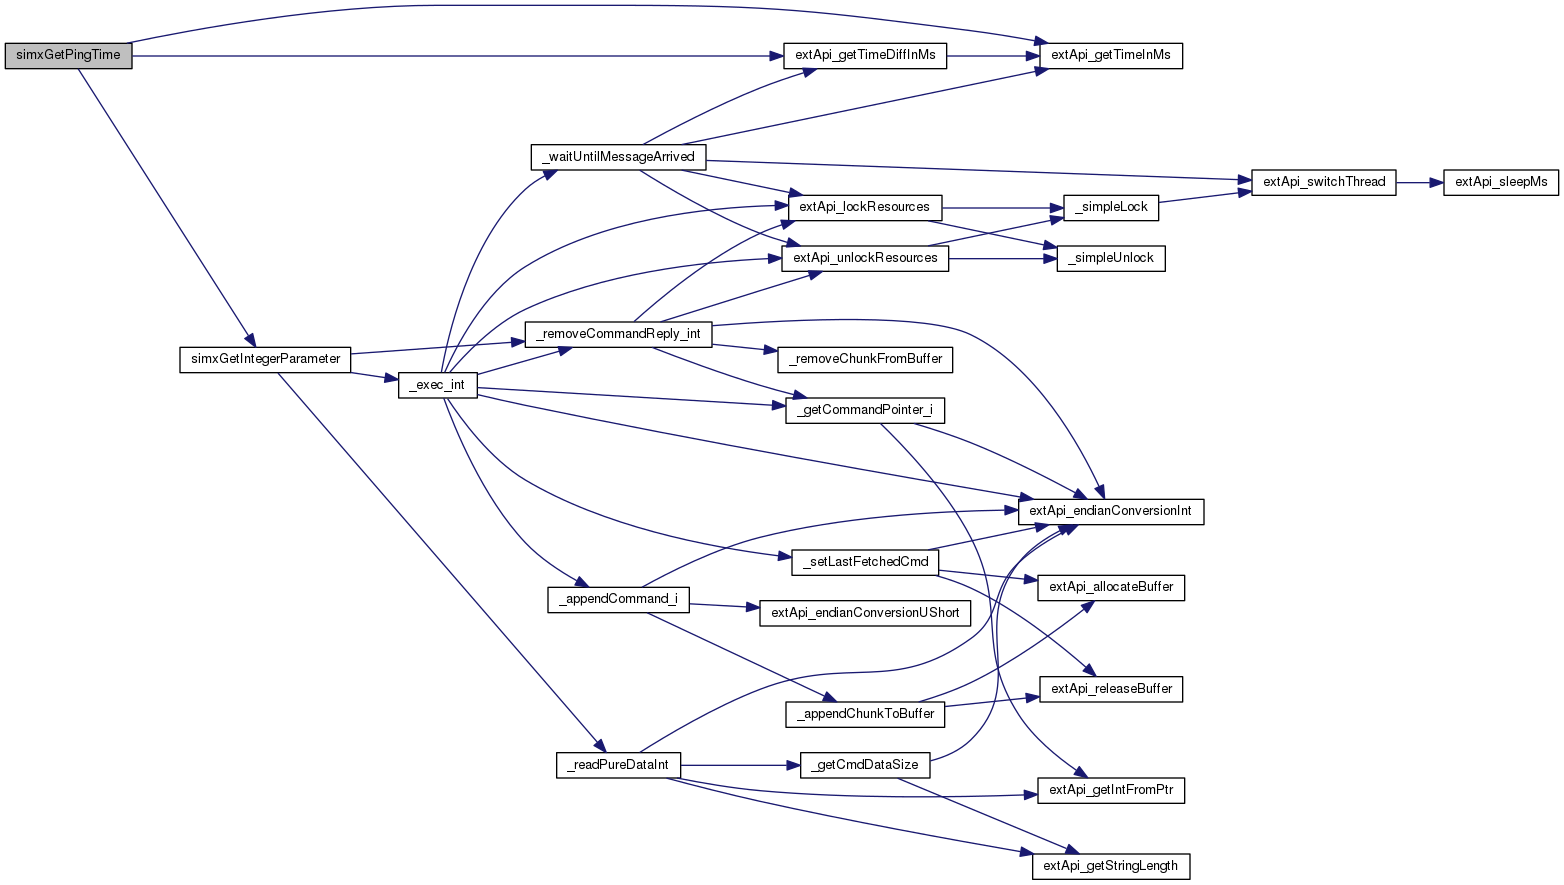 simxGetPingTime
extApi_getTimeDiffInMs
extApi_getTimeInMs
_waitUntilMessageArrived
extApi_switchThread
extApi_sleepMs
extApi_lockResources
_simpleLock
extApi_unlockResources
_simpleUnlock
_removeCommandReply_int
simxGetIntegerParameter
_removeChunkFromBuffer
_exec_int
_getCommandPointer_i
extApi_endianConversionInt
_setLastFetchedCmd
extApi_allocateBuffer
_appendCommand_i
extApi_endianConversionUShort
extApi_releaseBuffer
_appendChunkToBuffer
_readPureDataInt
_getCmdDataSize
extApi_getIntFromPtr
extApi_getStringLength